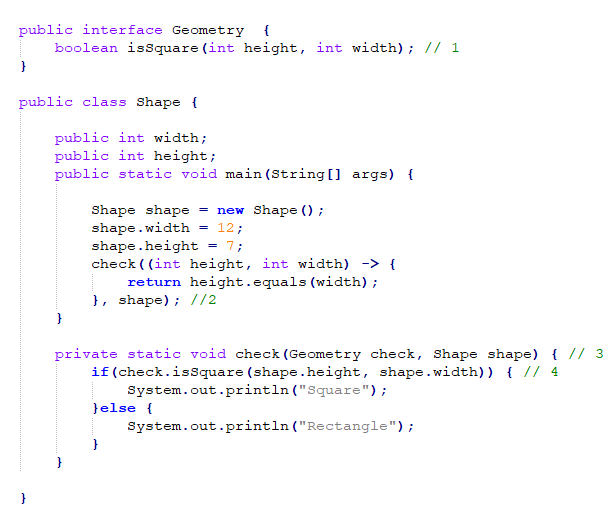 public interface Geometry  {
    boolean isSquare(int height, int width); // 1
}

public class Shape {

    public int width;
    public int height;
    public static void main(String[] args) {

        Shape shape = new Shape();
        shape.width = 12;
        shape.height = 7;
        check((int height, int width) -> {
            return height.equals(width);
        }, shape); //2
    }

    private static void check(Geometry check, Shape shape) { // 3
        if(check.isSquare(shape.height, shape.width)) { // 4
            System.out.println("Square");
        }else {
            System.out.println("Rectangle");
        }
    }

}